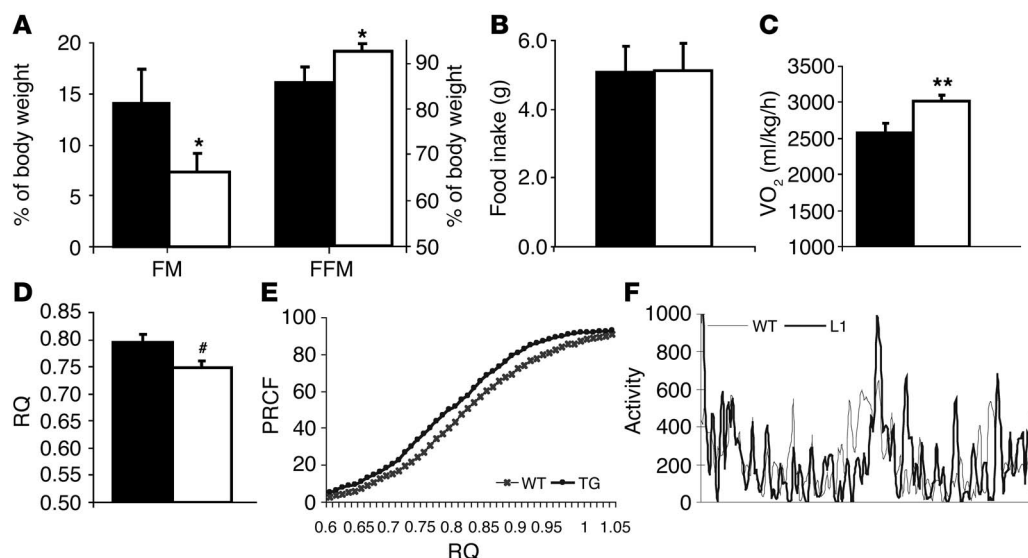 A
% of body weight
20
15
10
5
0
*
*
FM
FFM
90
80
70
60
50
% of body weight
B
Food inake (g)
6.0
4.0
2.0
0.0
C
VO2 (ml/kg/h)
3500
3000
2500
2000
1500
1000
**
D
RQ
0.85
0.80
0.75
0.70
0.65
0.60
0.55
0.50
#
E
PRCF
100
80
60
40
20
0
WT TG
0.6 0.65 0.7 0.75 0.8 0.85 0.9 0.95 1 1.05
RQ
F
Activity
1000
800
600
400
200
0
WT L1